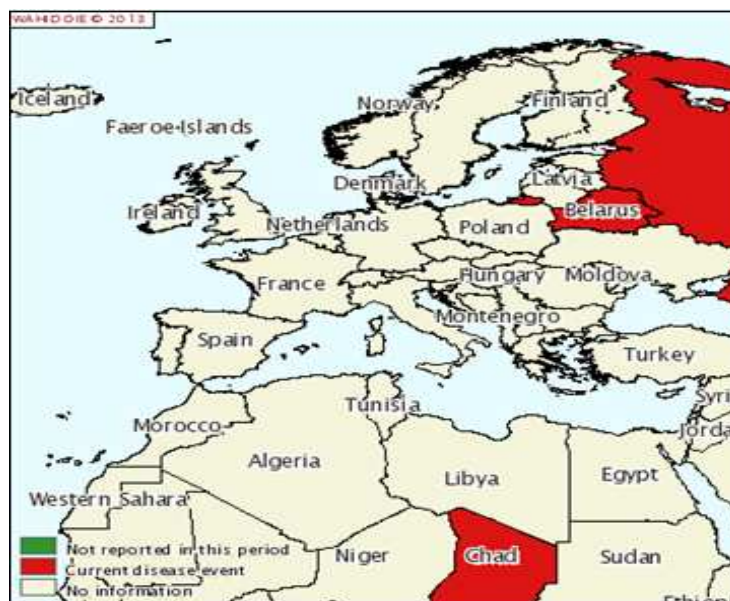 WAHIDOIE © 2013
Iceland
Norway
Finland
Faeroe-Islands
Denmark
Latvia
Ireland
Belarus
Netherlands
Poland
France
Hungary
Moldova
Montenegro
Spain
Turkey
Tunisia
Morocco
Jorda
Algeria
Libya
Egypt
Western Sahara
Not reported in this period
Niger
Chad
Sudan
Current disease event
No information